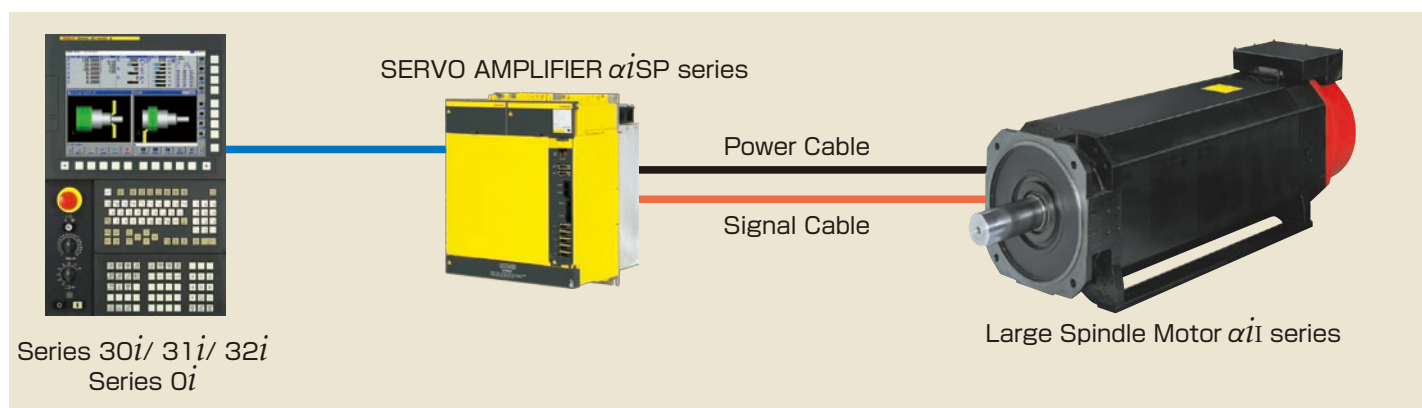 SERVO AMPLIFIER αiSP series
Power Cable
Signal Cable
Large Spindle Motor αiI series
Series 30i/ 31i/ 32i
Series 0i